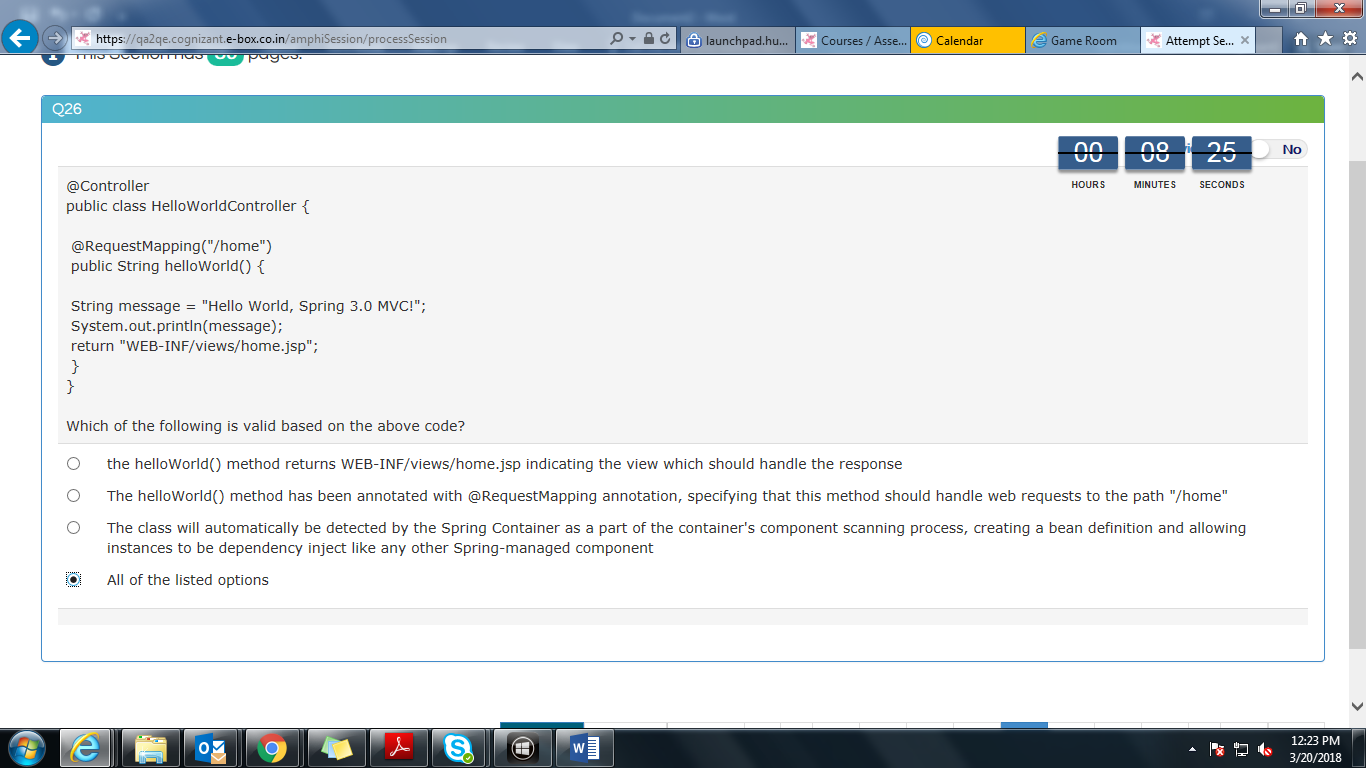 https://qa2qe.cognizant.e-box.co.in/amphiSession/processSession
launchpad.hu...
Courses / Asse...
Calendar
Game Room
Attempt Se...
This Section has pages.
Q26
00 08 25 No
HOURS MINUTES SECONDS
@Controller
public class HelloWorldController {
@RequestMapping("/home")
public String helloWorld() {
String message = "Hello World, Spring 3.0 MVC!";
System.out.println(message);
return "WEB-INF/views/home.jsp";
}
}
Which of the following is valid based on the above code?
the helloWorld() method returns WEB-INF/views/home.jsp indicating the view which should handle the response
The helloWorld() method has been annotated with @RequestMapping annotation, specifying that this method should handle web requests to the path "/home"
The class will automatically be detected by the Spring Container as a part of the container's component scanning process, creating a bean definition and allowing
instances to be dependency inject like any other Spring-managed component
All of the listed options
12:23 PM
3/20/2018